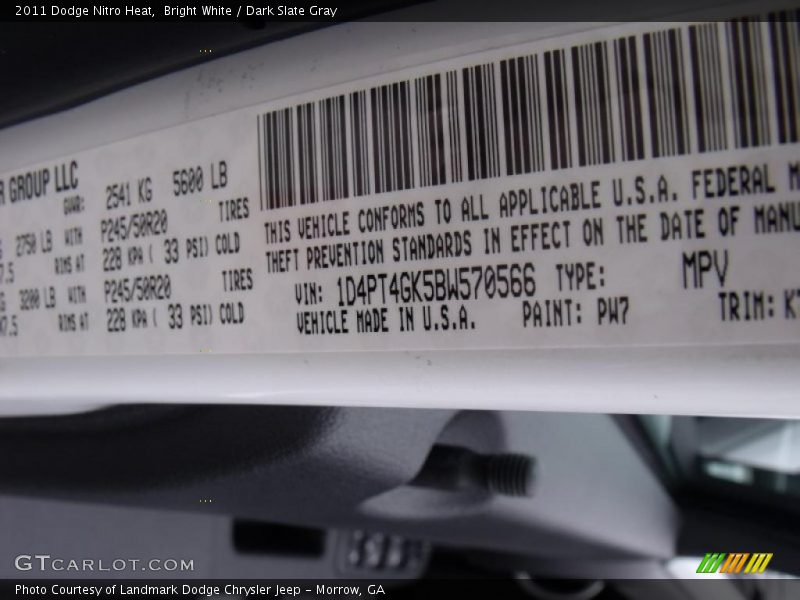 2011 Dodge Nitro Heat,  Bright White / Dark Slate Gray
GROUP LLC
GVWR: 2541 KG 5600 LB
2750 LB WITH P245/50R20 TIRES
RIMS AT 228 KPA ( 33 PSI) COLD
3200 LB WITH P245/50R20 TIRES
RIMS AT 228 KPA ( 33 PSI) COLD
THIS VEHICLE CONFORMS TO ALL APPLICABLE U.S.A. FEDERAL
THEFT PREVENTION STANDARDS IN EFFECT ON THE DATE OF MANU
VIN: 1D4PT4GK5BW570566 TYPE: MPV
VEHICLE MADE IN U.S.A. PAINT: PW7 TRIM:
GTCARLOT.COM
Photo Courtesy of Landmark Dodge Chrysler Jeep - Morrow, GA